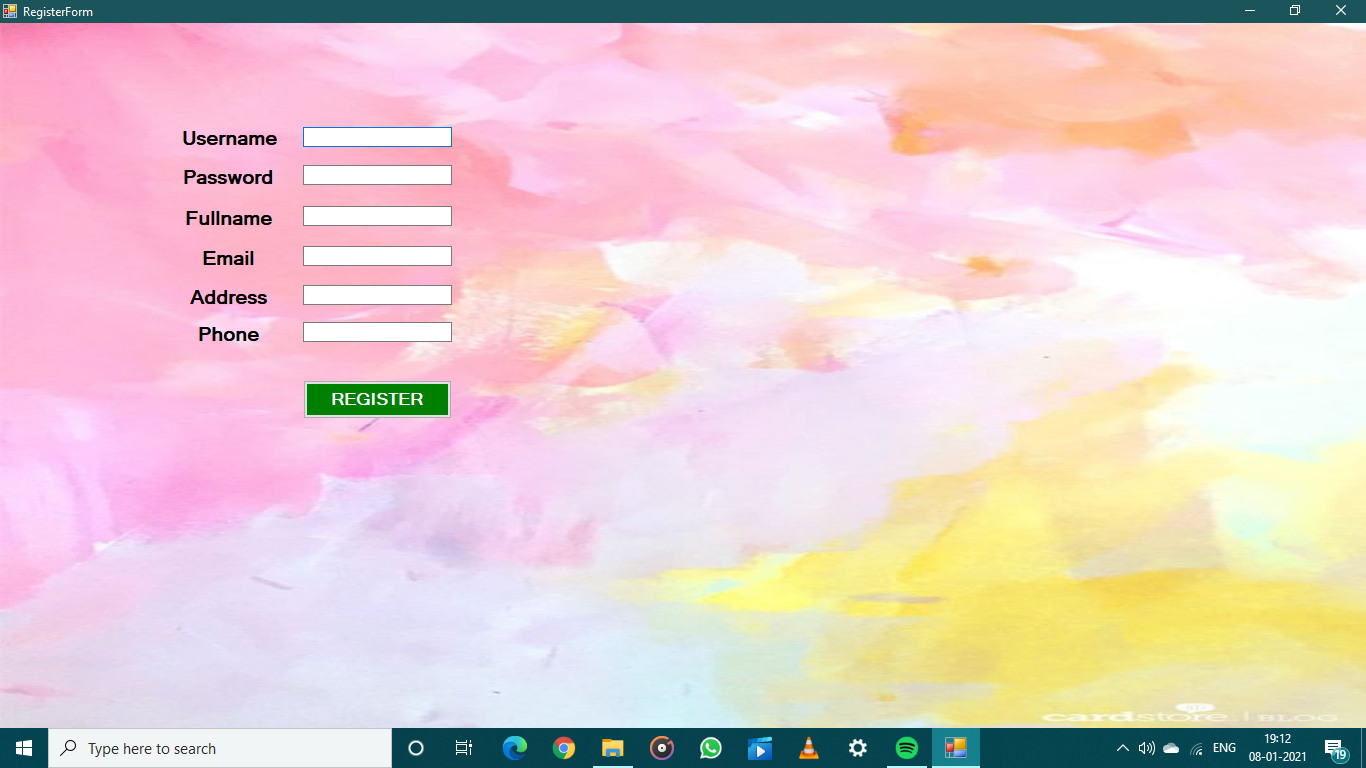 RegisterForm
Username
Password
Fullname
Email
Address
Phone
REGISTER
cardstore | BLOG
Type here to search
ENG
19:12
08-01-2021
19